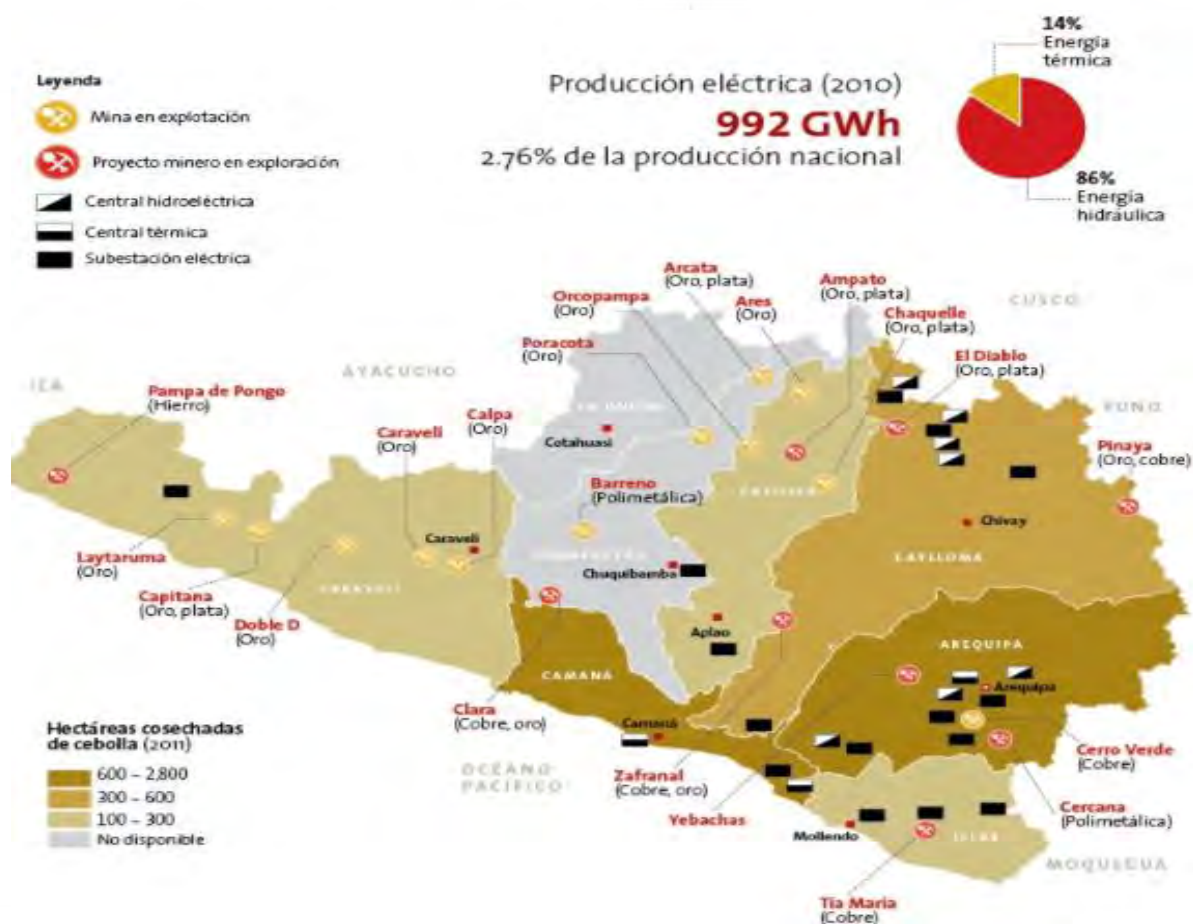 14%
Energía
térmica
Leyenda
Mina en explotación
Proyecto minero en exploración
Central hidroeléctrica
Central térmica
Subestación eléctrica
Producción eléctrica (2010)
992 GWh
2.76% de la producción nacional
86%
Energía
hidráulica
Arcata
(Oro, plata)
Ampato
(Oro, plata)
Orcopampa
(Oro)
Ares
(Oro)
Chaquelle
(Oro, plata)
CUSCO
Poracota
(Oro)
El Diablo
(Oro, plata)
ICA
AYACUCHO
PUNO
Pampa de Pongo
(Hierro)
Calpa
(Oro)
Caraveli
(Oro)
LA UNIÓN
Cotahuasi
Pinaya
(Oro, cobre)
Barreno
(Polimetálica)
CASTILLA
Chivay
Caraveli
CONDESUYOS
CAYLLOMA
Laytaruma
(Oro)
Chuquibamba
Capitana
(Oro, plata)
CARAVELÍ
Doble D
(Oro)
Aplao
AREQUIPA
CAMANÁ
Arequipa
Clara
(Cobre, oro)
Camaná
Hectáreas cosechadas
de cebolla (2011)
600 – 2,800
300 – 600
100 – 300
No disponible
OCÉANO
PACÍFICO
Zafranal
(Cobre, oro)
Yebachas
Cerro Verde
(Cobre)
Cercana
(Polimetálica)
Mollendo
ISLAY
MOQUEGUA
Tía María
(Cobre)